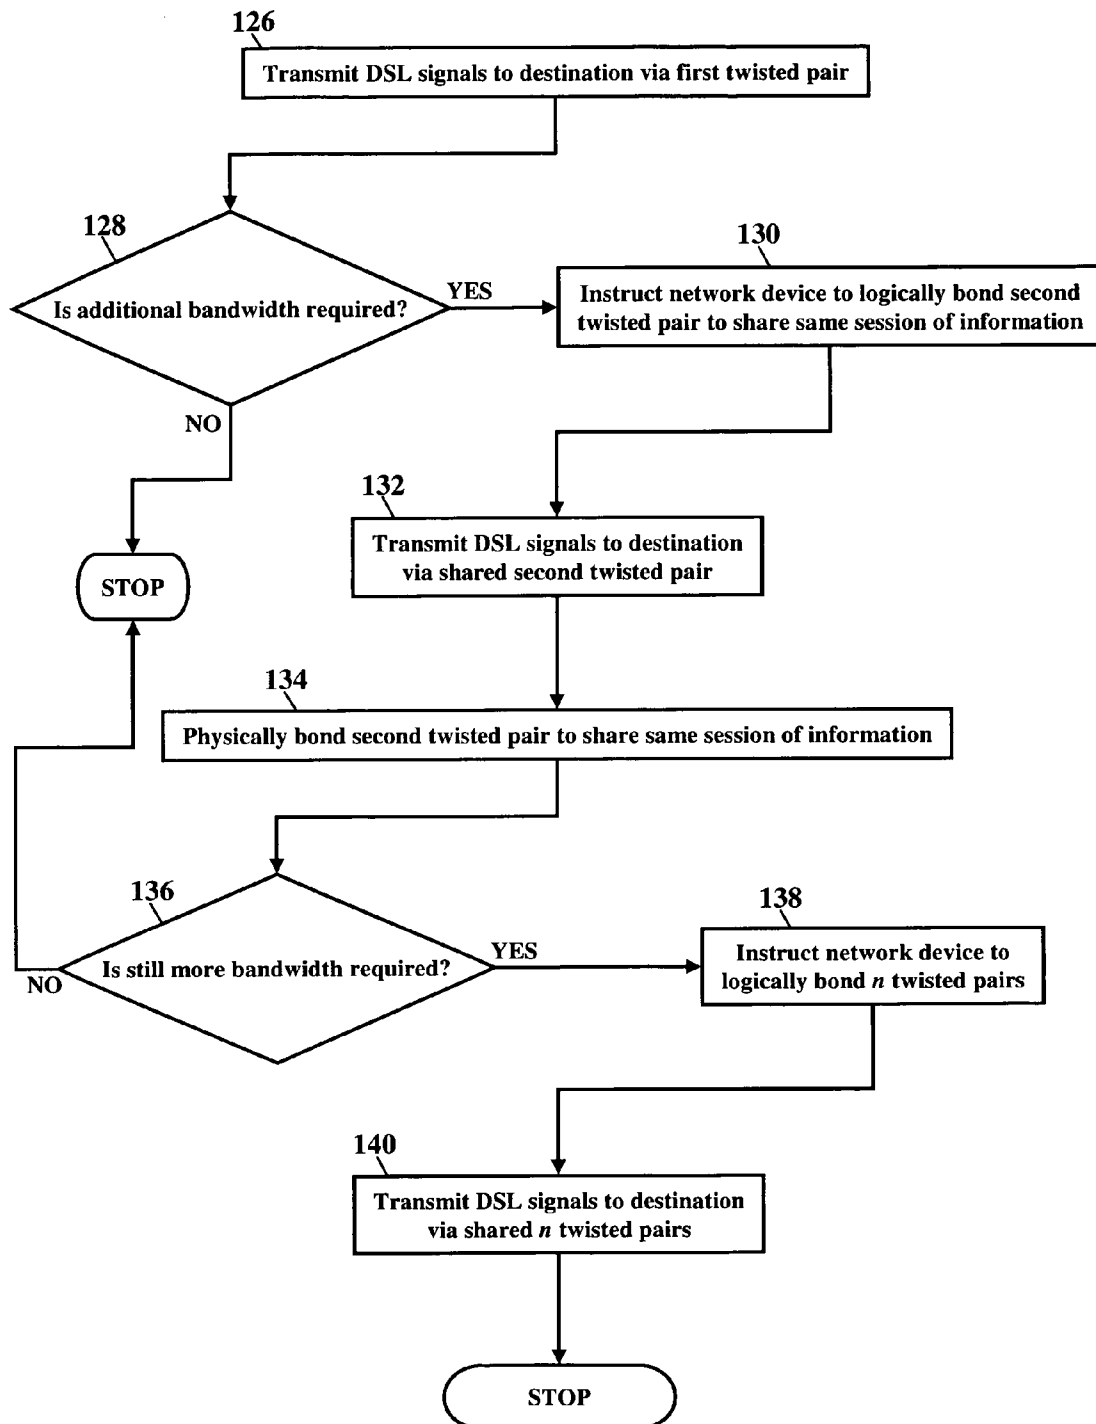 126
Transmit DSL signals to destination via first twisted pair
128
Is additional bandwidth required?
YES
NO
130
Instruct network device to logically bond second
twisted pair to share same session of information
132
Transmit DSL signals to destination
via shared second twisted pair
STOP
134
Physically bond second twisted pair to share same session of information
136
Is still more bandwidth required?
YES
NO
138
Instruct network device to
logically bond n twisted pairs
140
Transmit DSL signals to destination
via shared n twisted pairs
STOP